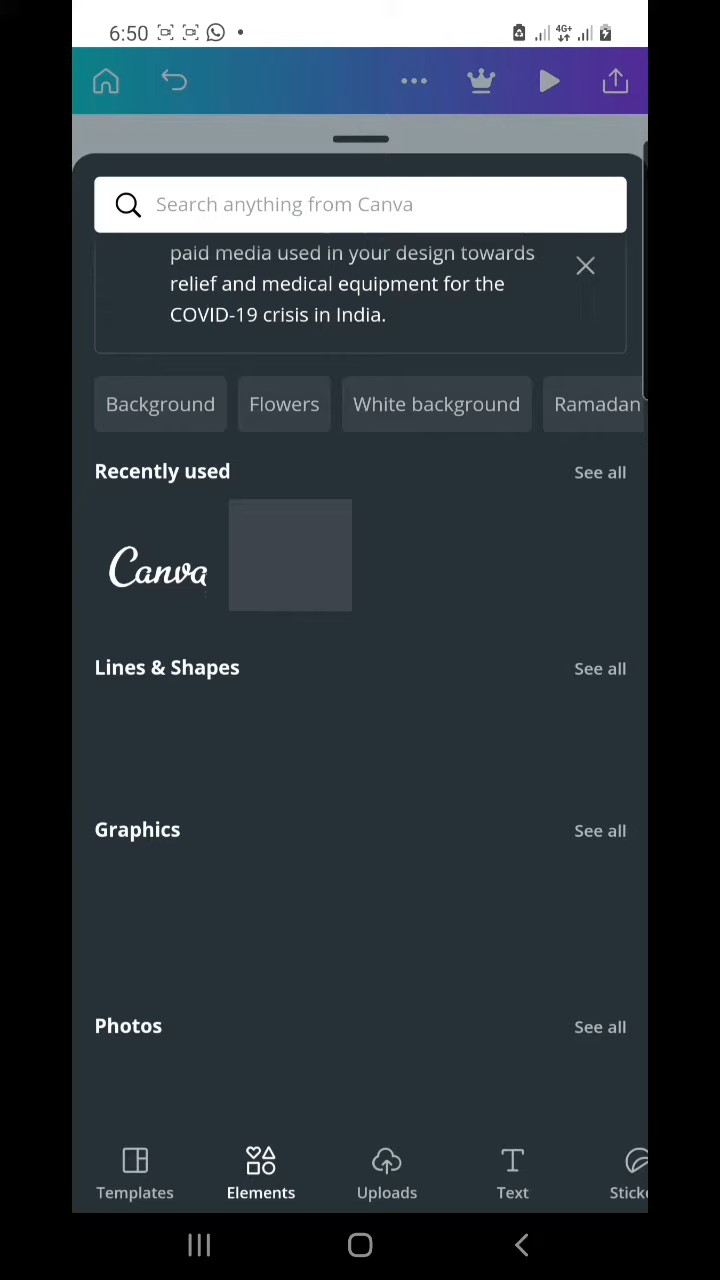 6:50
4G+
Search anything from Canva
paid media used in your design towards
relief and medical equipment for the
COVID-19 crisis in India.
Background Flowers White background Ramadan
Recently used See all
Canva
Lines & Shapes See all
Graphics See all
Photos See all
Templates Elements Uploads Text Sticke